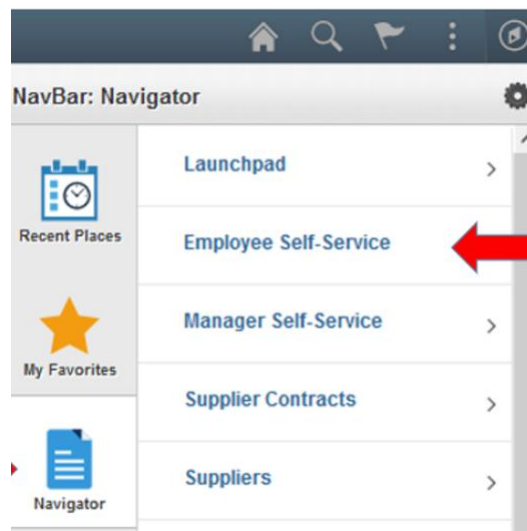 NavBar: Navigator
Recent Places
My Favorites
Navigator
Launchpad
Employee Self-Service
Manager Self-Service
Supplier Contracts
Suppliers